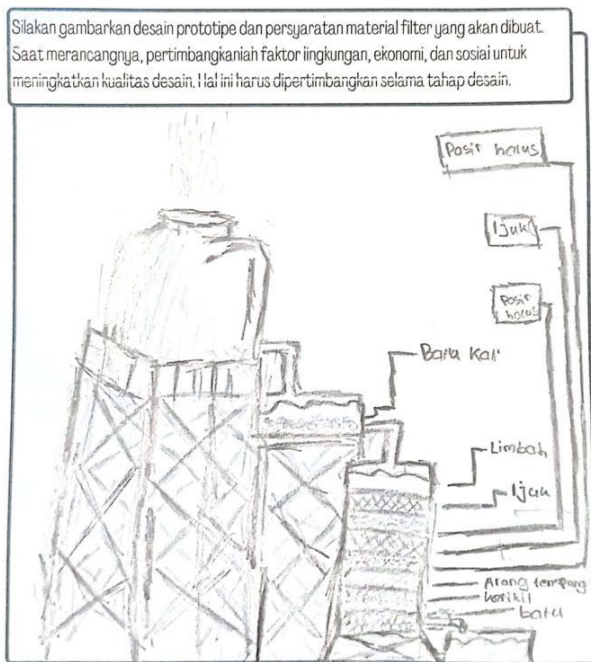 Silakan gambarkan desain prototipe dan persyaratan material filter yang akan dibuat.
Saat merancangnya, pertimbangkanlah faktor lingkungan, ekonomi, dan sosial untuk
meningkatkan kualitas desain. Hal ini harus dipertimbangkan selama tahap desain.
Pasir halus
Ijuk
Pasir
halus
Batu Kali
Limbah
Ijuk
Arang tempurung
kerikil
batu